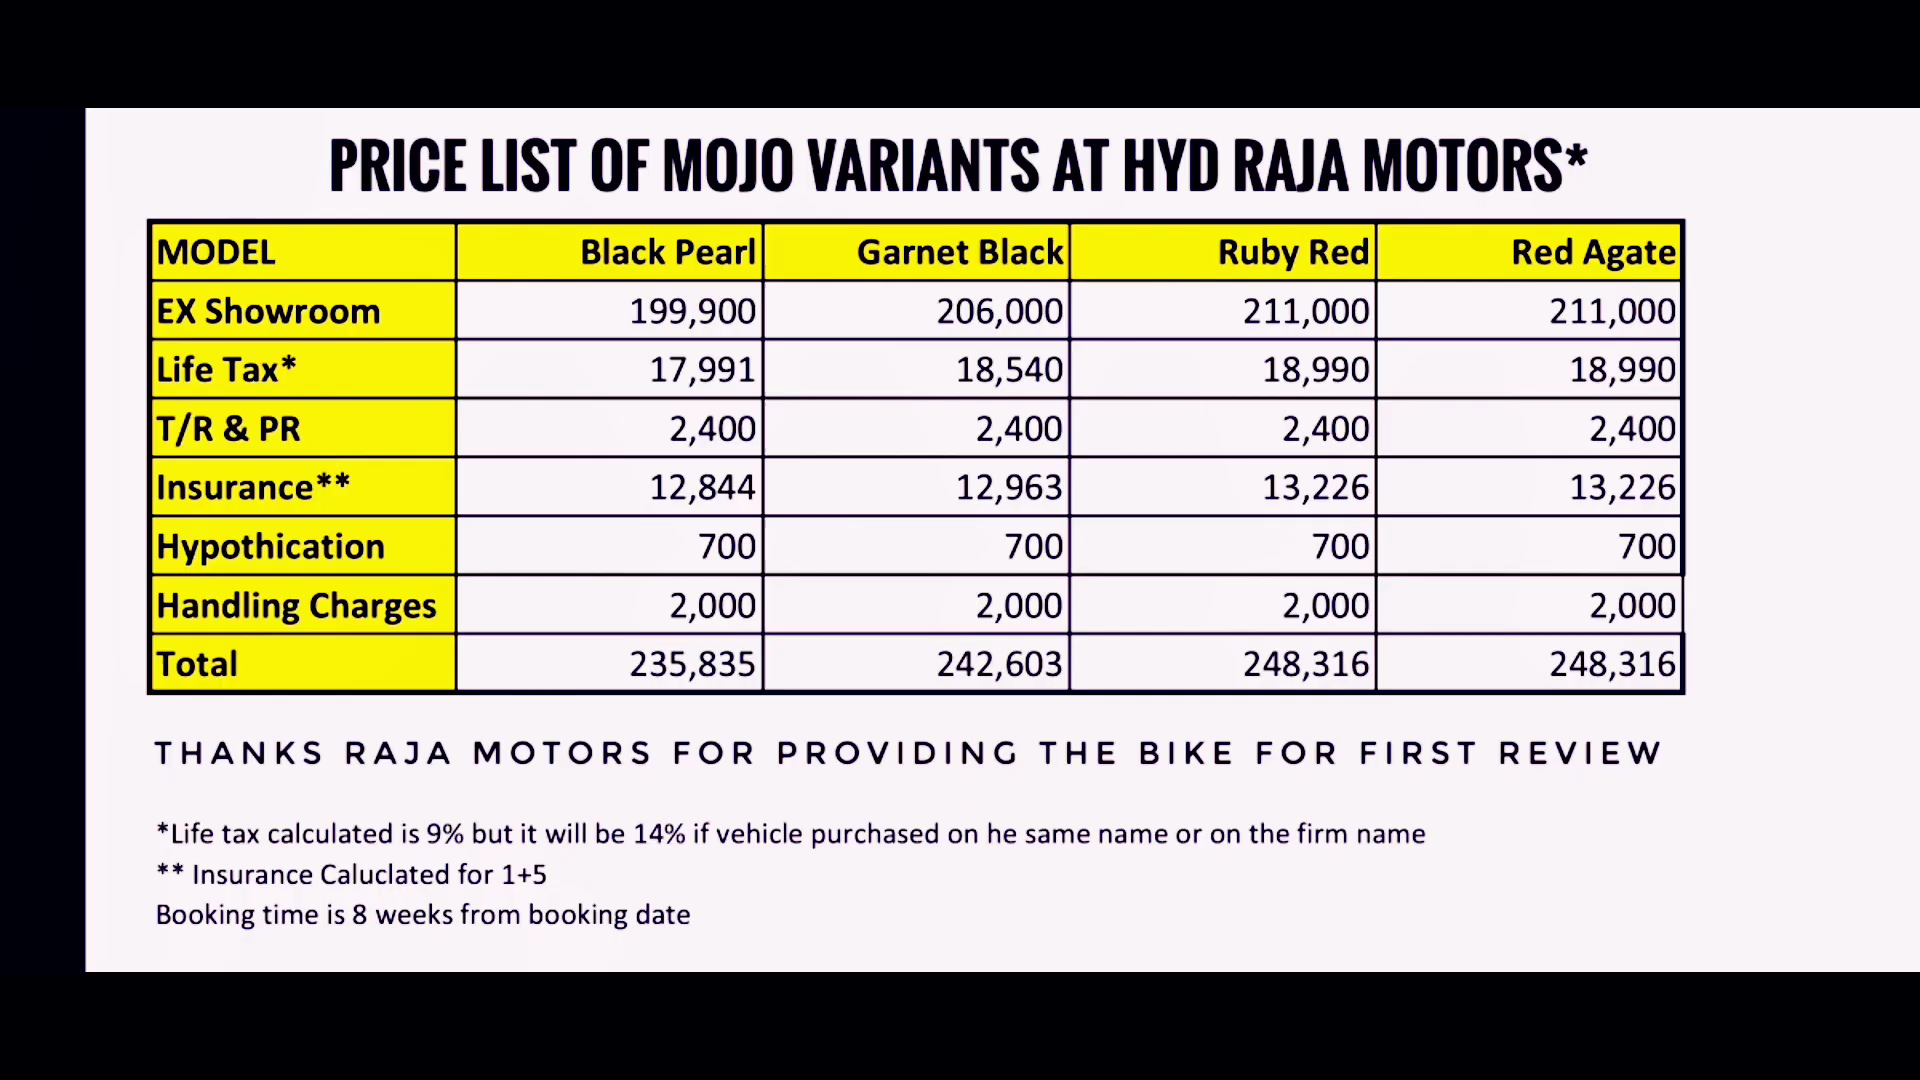 PRICE LIST OF MOJO VARIANTS AT HYD RAJA MOTORS*
MODEL Black Pearl Garnet Black Ruby Red Red Agate
EX Showroom 199,900 206,000 211,000 211,000
Life Tax* 17,991 18,540 18,990 18,990
T/R & PR 2,400 2,400 2,400 2,400
Insurance** 12,844 12,963 13,226 13,226
Hypothication 700 700 700 700
Handling Charges 2,000 2,000 2,000 2,000
Total 235,835 242,603 248,316 248,316
THANKS RAJA MOTORS FOR PROVIDING THE BIKE FOR FIRST REVIEW
*Life tax calculated is 9% but it will be 14% if vehicle purchased on he same name or on the firm name
** Insurance Caluclated for 1+5
Booking time is 8 weeks from booking date